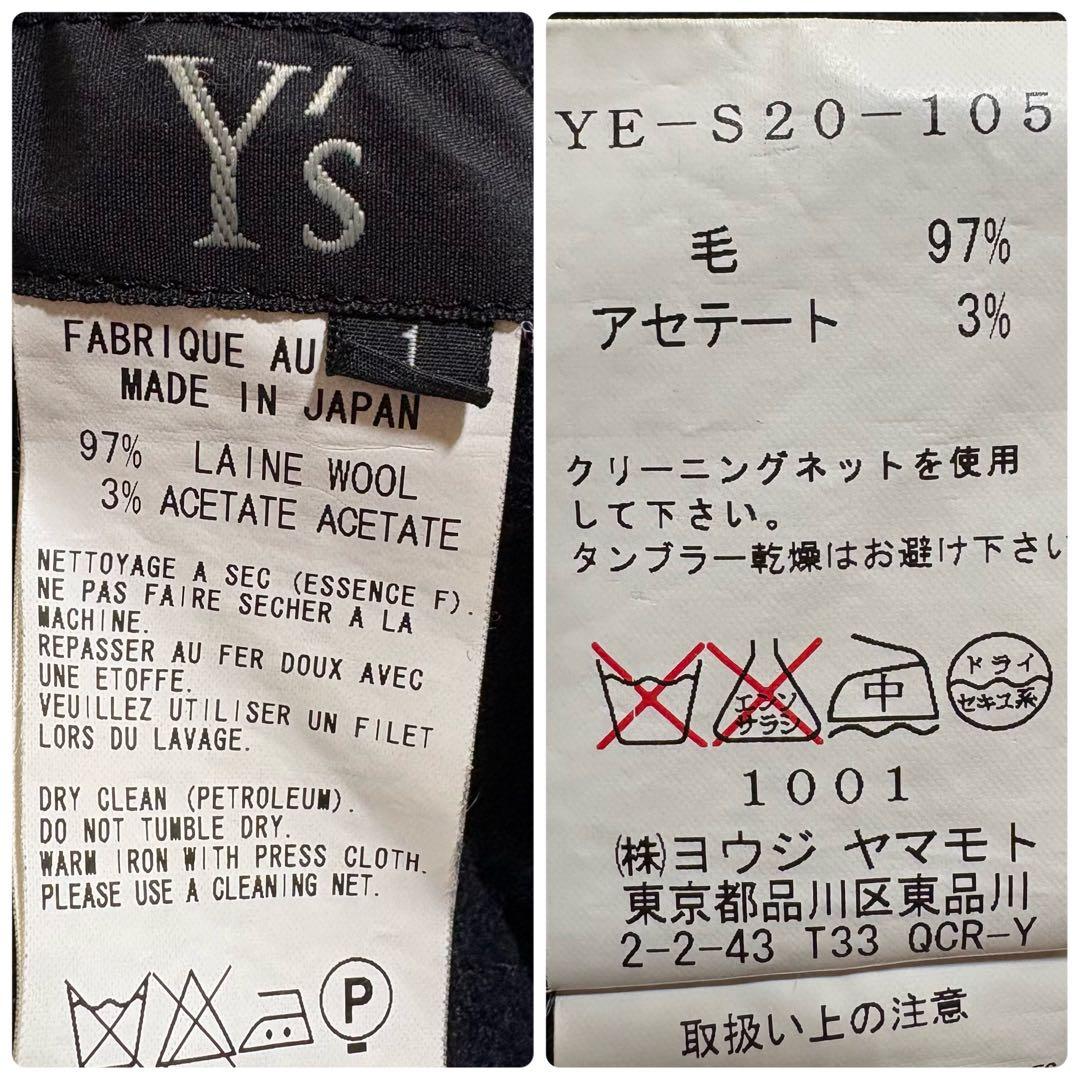 Y's
1
FABRIQUE AU
MADE IN JAPAN
97% LAINE WOOL
3% ACETATE ACETATE
NETTOYAGE A SEC (ESSENCE F).
NE PAS FAIRE SECHER A LA
MACHINE.
REPASSER AU FER DOUX AVEC
UNE ETOFFE.
VEUILLEZ UTILISER UN FILET
LORS DU LAVAGE.
DRY CLEAN (PETROLEUM).
DO NOT TUMBLE DRY.
WARM IRON WITH PRESS CLOTH.
PLEASE USE A CLEANING NET.
P
YE-S20-105
毛 97%
アセテート 3%
クリーニングネットを使用
して下さい。
タンブラー乾燥はお避け下さい
エンソ
サラシ
中
ドライ
セキユ系
1001
(株)ヨウジ ヤマモト
東京都品川区東品川
2-2-43 T33 QCR-Y
取扱い上の注意